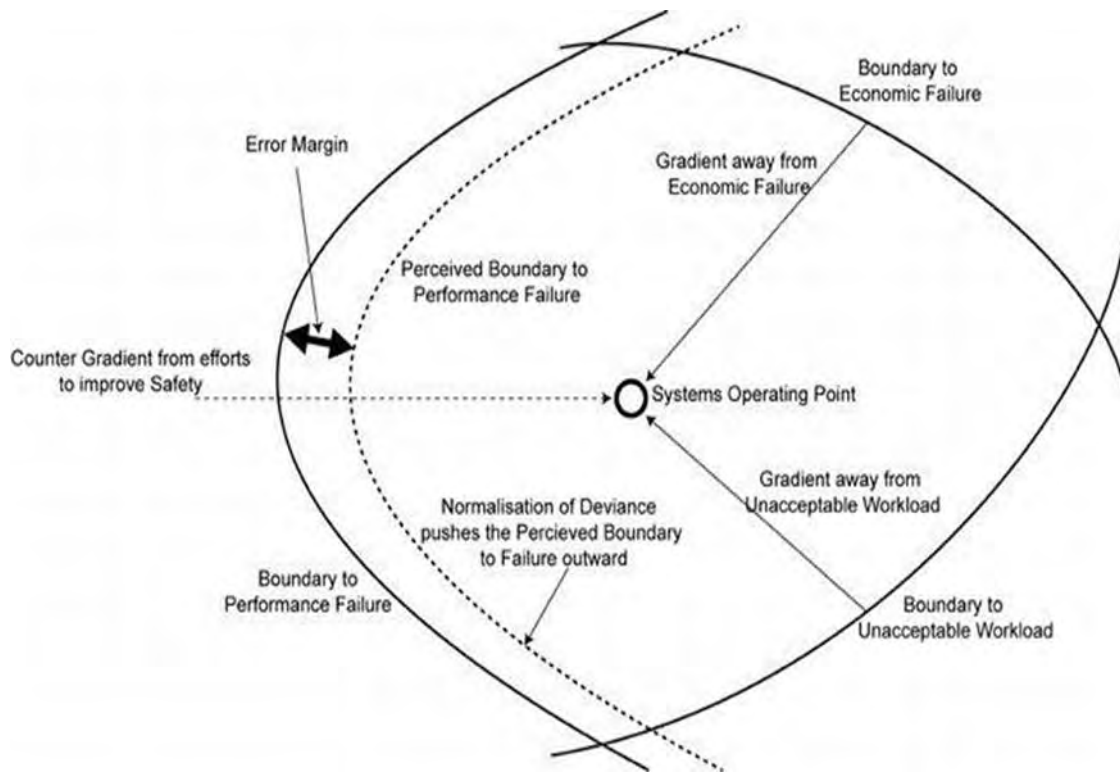 Boundary to
Economic Failure
Error Margin
Gradient away from
Economic Failure
Perceived Boundary to
Performance Failure
Counter Gradient from efforts
to improve Safety
Systems Operating Point
Gradient away from
Unacceptable Workload
Normalisation of Deviance
pushes the Percieved Boundary
to Failure outward
Boundary to
Performance Failure
Boundary to
Unacceptable Workload